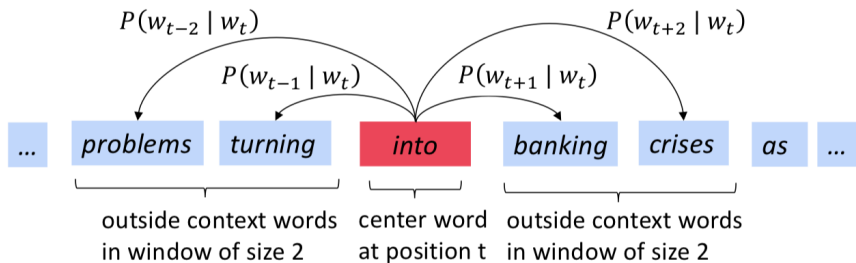 P(w_{t−2} | w_t) P(w_{t+2} | w_t)
P(w_{t−1} | w_t) P(w_{t+1} | w_t)
... problems turning into banking crises as ...
outside context words center word outside context words
in window of size 2 at position t in window of size 2